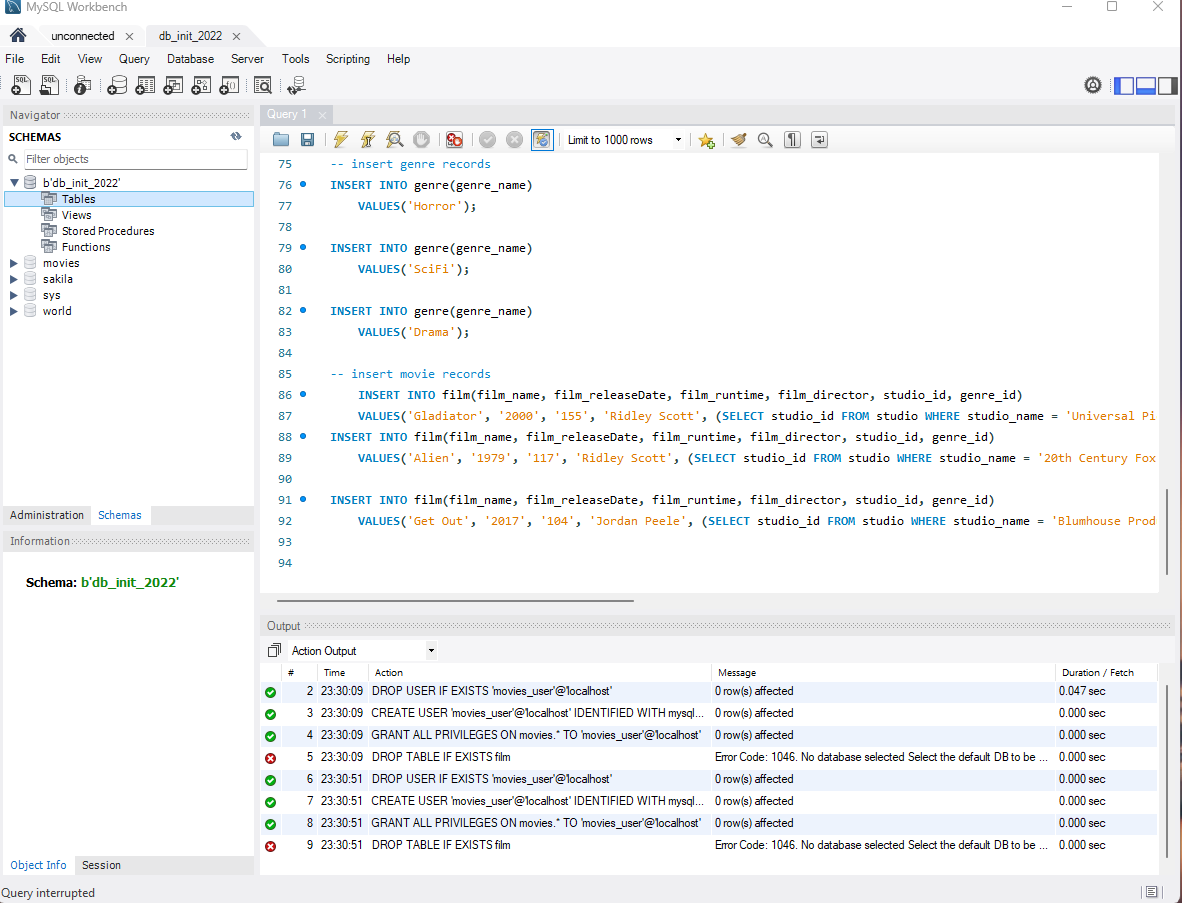 MySQL Workbench
unconnected
db_init_2022
File Edit View Query Database Server Tools Scripting Help
Navigator
SCHEMAS
Filter objects
b'db_init_2022'
Tables
Views
Stored Procedures
Functions
movies
sakila
sys
world
Administration Schemas
Information
Schema: b'db_init_2022'
Object Info Session
Query 1
Limit to 1000 rows
75 -- insert genre records
76 INSERT INTO genre(genre_name)
77 VALUES('Horror');
78
79 INSERT INTO genre(genre_name)
80 VALUES('SciFi');
81
82 INSERT INTO genre(genre_name)
83 VALUES('Drama');
84
85 -- insert movie records
86 INSERT INTO film(film_name, film_releaseDate, film_runtime, film_director, studio_id, genre_id)
87 VALUES('Gladiator', '2000', '155', 'Ridley Scott', (SELECT studio_id FROM studio WHERE studio_name = 'Universal Pi
88 INSERT INTO film(film_name, film_releaseDate, film_runtime, film_director, studio_id, genre_id)
89 VALUES('Alien', '1979', '117', 'Ridley Scott', (SELECT studio_id FROM studio WHERE studio_name = '20th Century Fox
90
91 INSERT INTO film(film_name, film_releaseDate, film_runtime, film_director, studio_id, genre_id)
92 VALUES('Get Out', '2017', '104', 'Jordan Peele', (SELECT studio_id FROM studio WHERE studio_name = 'Blumhouse Prod
93
94
Output
Action Output
# Time Action Message Duration / Fetch
2 23:30:09 DROP USER IF EXISTS 'movies_user'@'localhost' 0 row(s) affected 0.047 sec
3 23:30:09 CREATE USER 'movies_user'@'localhost' IDENTIFIED WITH mysql... 0 row(s) affected 0.000 sec
4 23:30:09 GRANT ALL PRIVILEGES ON movies.* TO 'movies_user'@'localhost' 0 row(s) affected 0.000 sec
5 23:30:09 DROP TABLE IF EXISTS film Error Code: 1046. No database selected Select the default DB to be ... 0.000 sec
6 23:30:51 DROP USER IF EXISTS 'movies_user'@'localhost' 0 row(s) affected 0.000 sec
7 23:30:51 CREATE USER 'movies_user'@'localhost' IDENTIFIED WITH mysql... 0 row(s) affected 0.000 sec
8 23:30:51 GRANT ALL PRIVILEGES ON movies.* TO 'movies_user'@'localhost' 0 row(s) affected 0.000 sec
9 23:30:51 DROP TABLE IF EXISTS film Error Code: 1046. No database selected Select the default DB to be ... 0.000 sec
Query interrupted